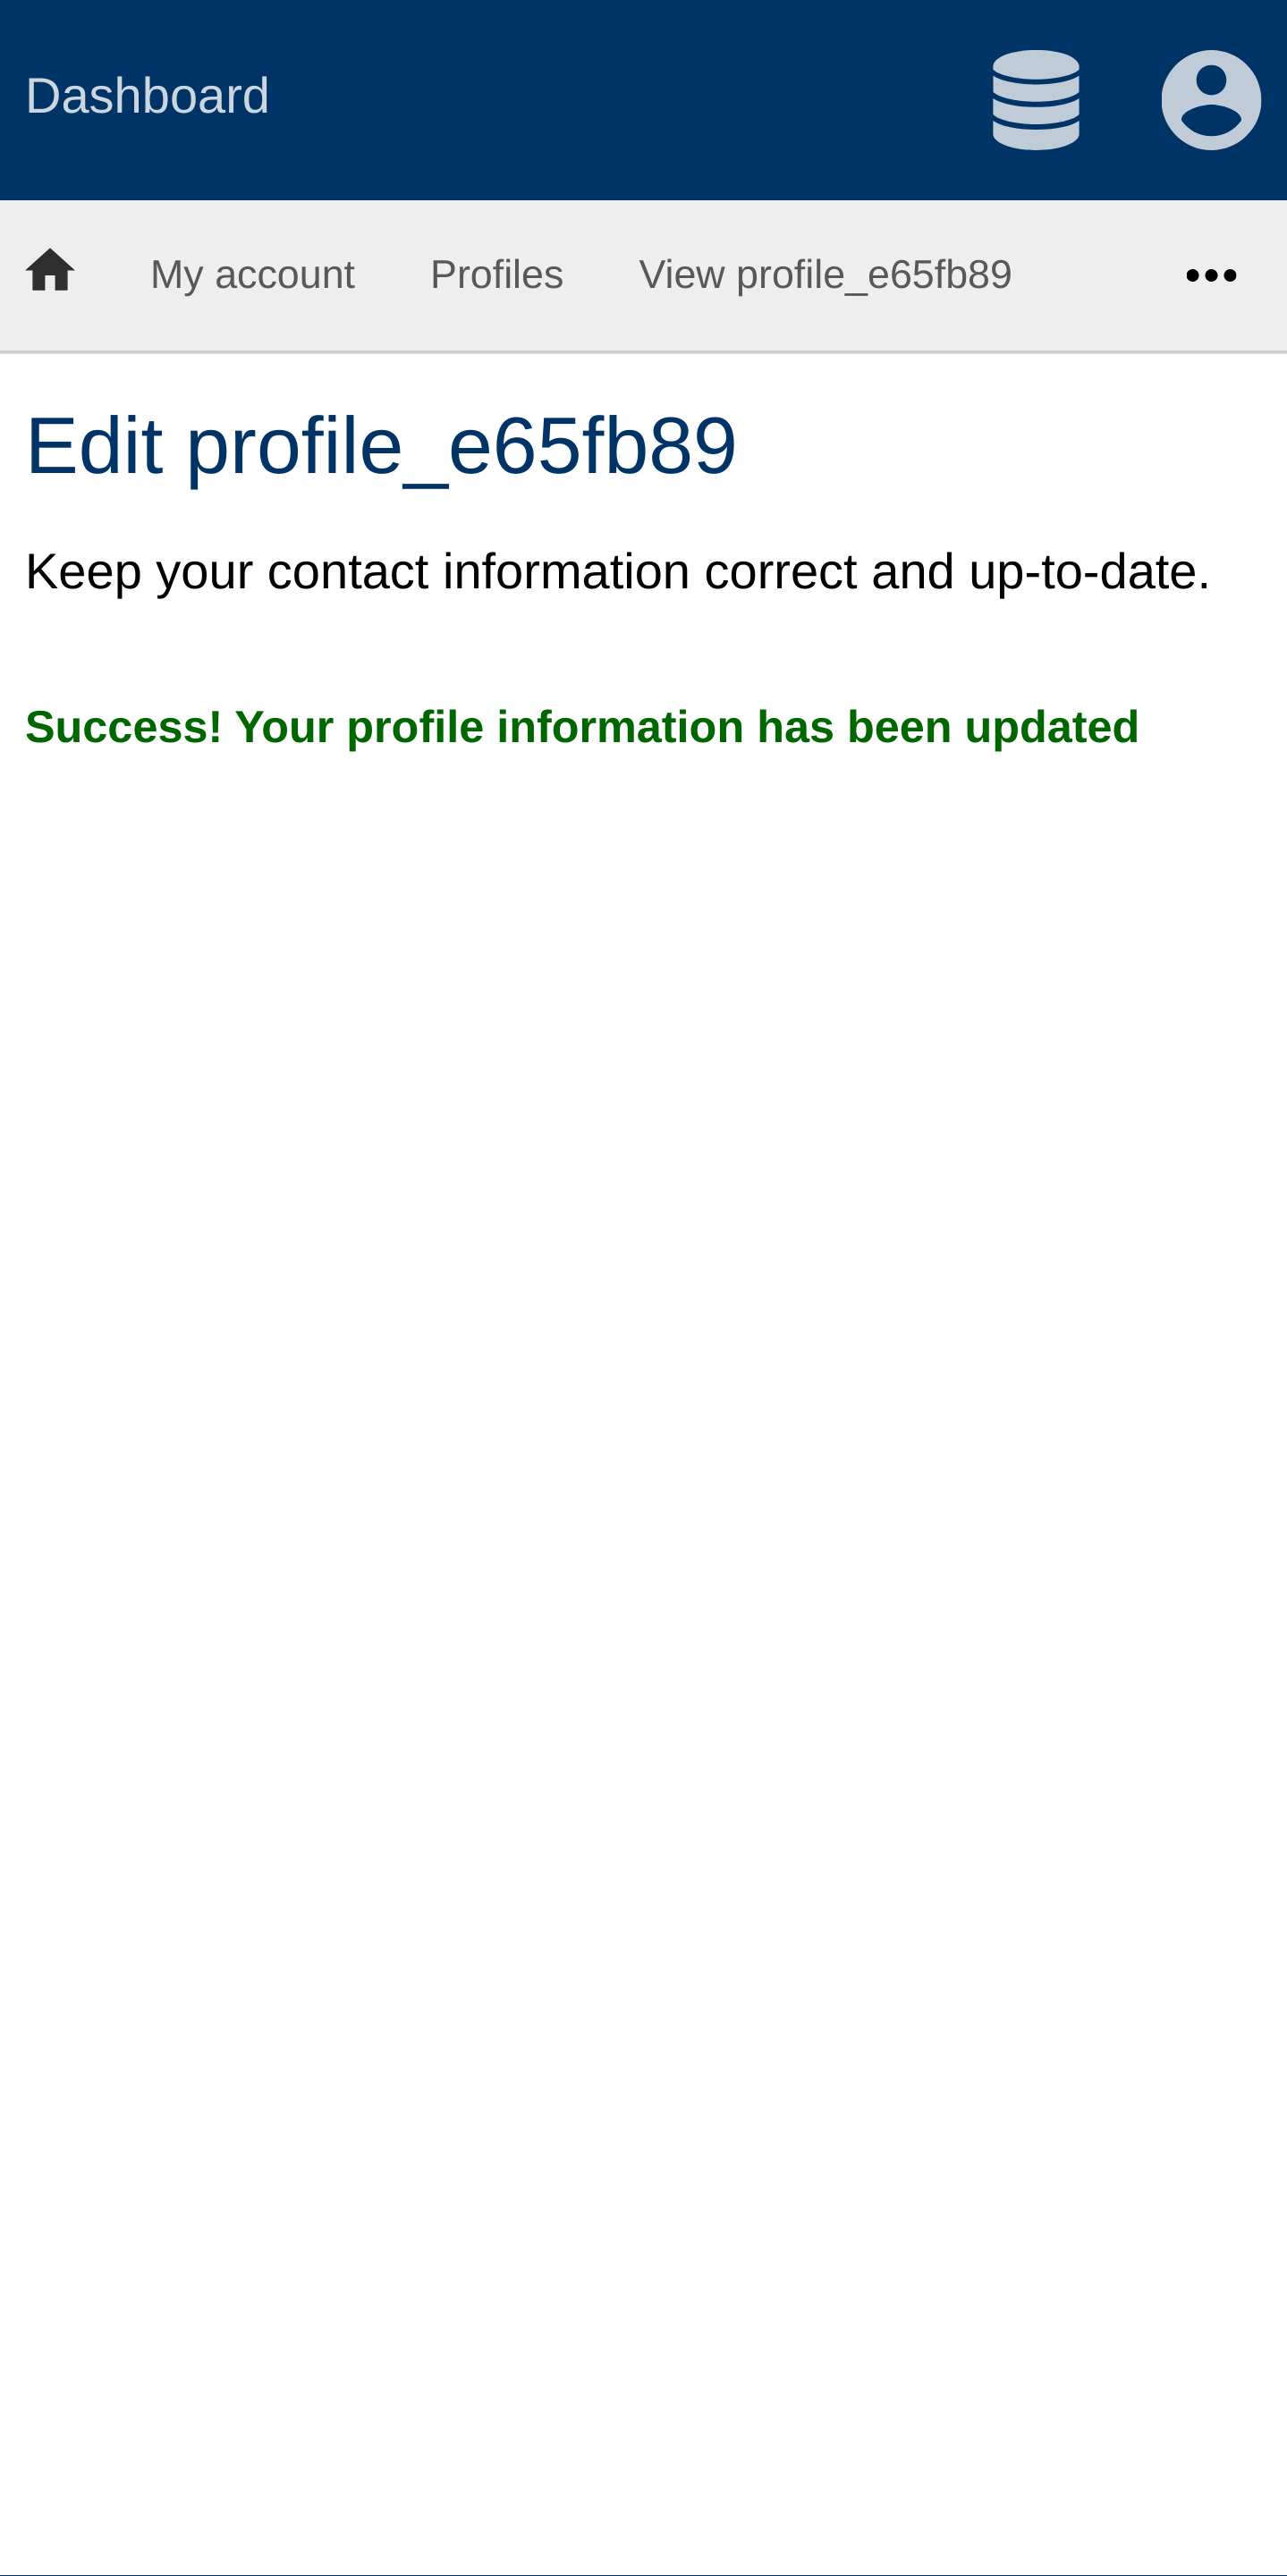 Dashboard
My account Profiles View profile_e65fb89
Edit profile_e65fb89
Keep your contact information correct and up-to-date.
Success! Your profile information has been updated